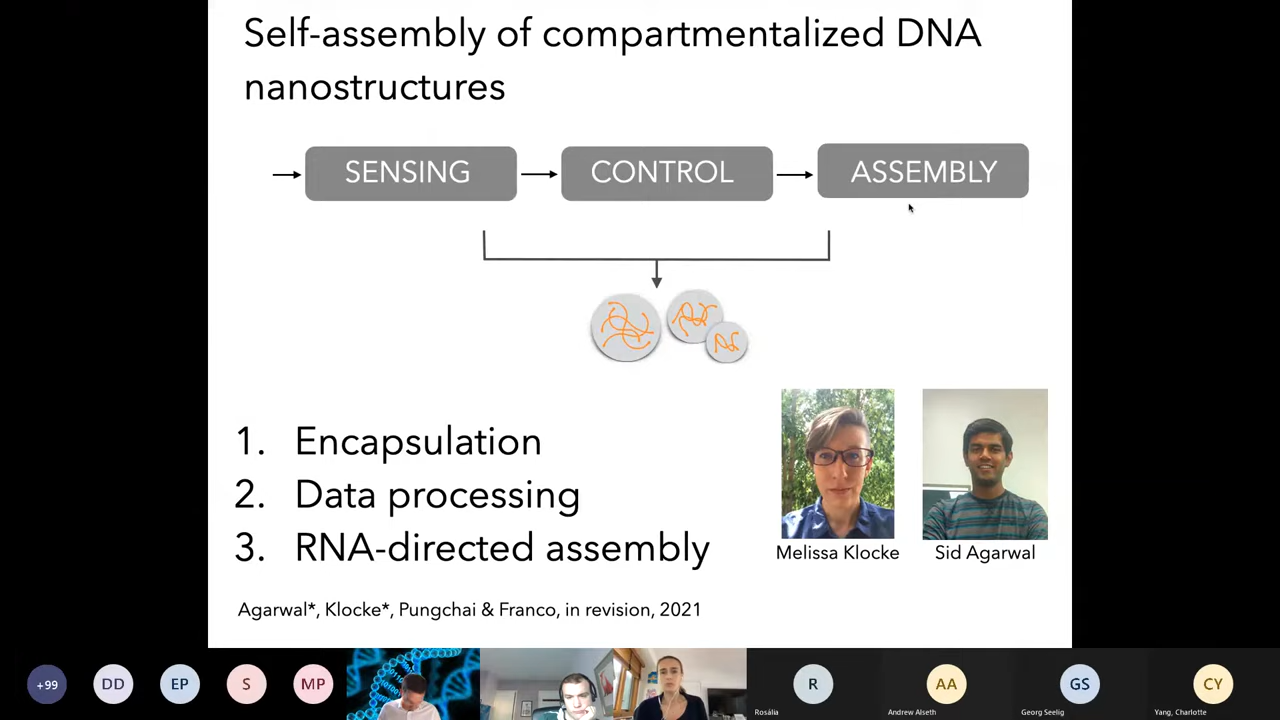 Self-assembly of compartmentalized DNA
nanostructures
SENSING
CONTROL
ASSEMBLY
1. Encapsulation
2. Data processing
3. RNA-directed assembly
Melissa Klocke
Sid Agarwal
Agarwal*, Klocke*, Pungchai & Franco, in revision, 2021
+99
DD
EP
S
MP
R
AA
GS
CY
Rosália
Andrew Alseth
Georg Seelig
Yang, Charlotte